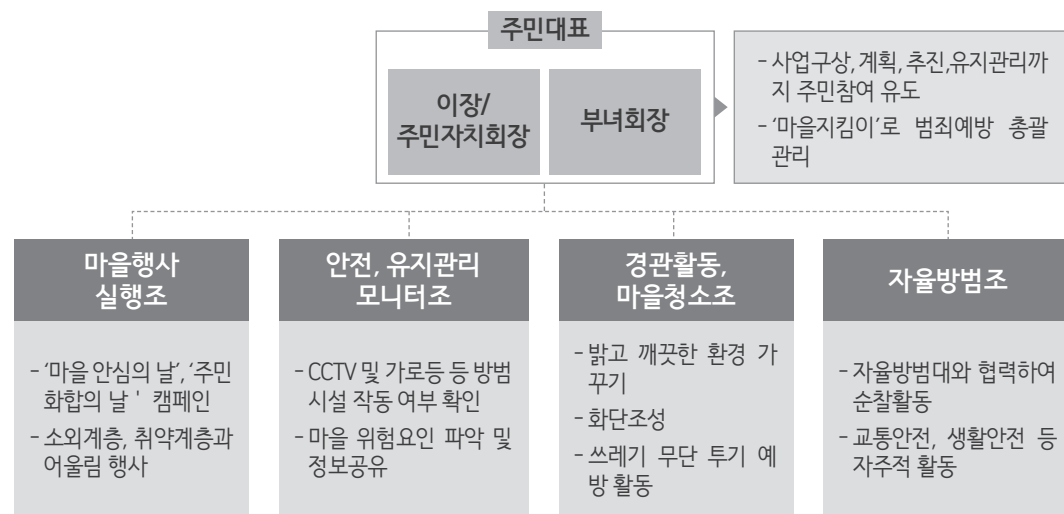 주민대표
이장/
주민자치회장
부녀회장
- 사업구상, 계획, 추진,유지관리까
지 주민참여 유도
- ‘마을지킴이’로 범죄예방 총괄
관리
마을행사
실행조
- ‘마을 안심의 날’, ‘주민
화합의 날 ' 캠페인
- 소외계층, 취약계층과
어울림 행사
안전, 유지관리
모니터조
- CCTV 및 가로등 등 방범
시설 작동 여부 확인
- 마을 위험요인 파악 및
정보공유
경관활동,
마을청소조
- 밝고 깨끗한 환경 가
꾸기
- 화단조성
- 쓰레기 무단 투기 예
방 활동
자율방범조
- 자율방범대와 협력하여
순찰활동
- 교통안전, 생활안전 등
자주적 활동